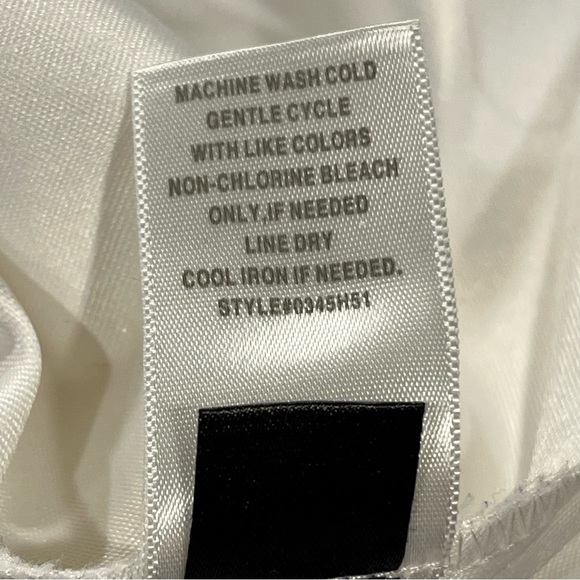 MACHINE WASH COLD
GENTLE CYCLE
WITH LIKE COLORS
NON-CHLORINE BLEACH
ONLY,IF NEEDED
LINE DRY
COOL IRON IF NEEDED.
STYLE#0345H51